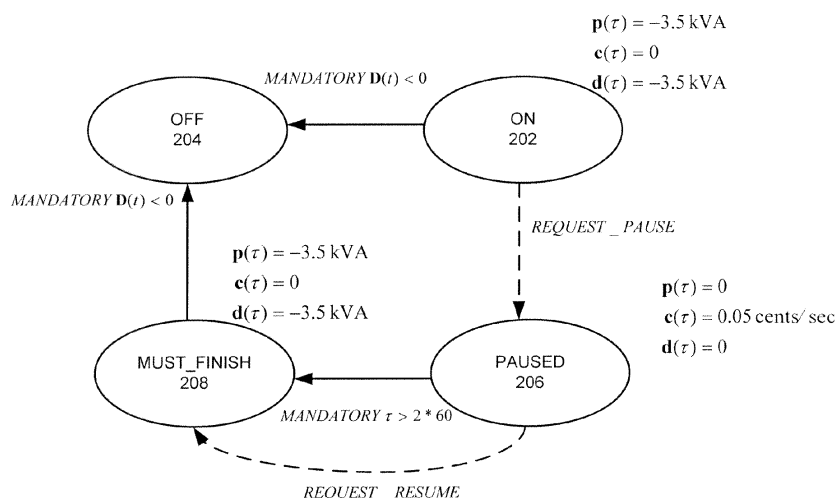 p(τ) = −3.5 kVA
c(τ) = 0
d(τ) = −3.5 kVA
MANDATORY D(t) < 0
OFF
204
ON
202
MANDATORY D(t) < 0
REQUEST _ PAUSE
p(τ) = −3.5 kVA
c(τ) = 0
d(τ) = −3.5 kVA
p(τ) = 0
c(τ) = 0.05 cents/ sec
d(τ) = 0
MUST_FINISH
208
PAUSED
206
MANDATORY τ > 2 * 60
REQUEST _ RESUME